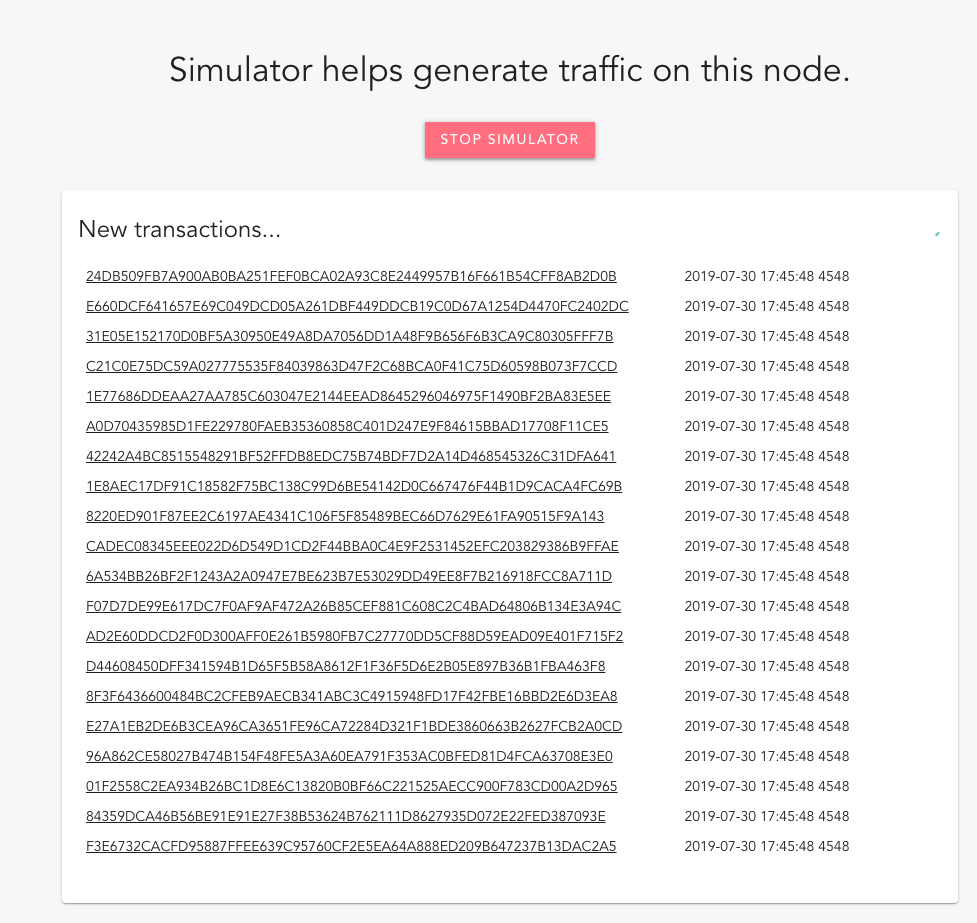 Simulator helps generate traffic on this node.
STOP SIMULATOR
New transactions...
24DB509FB7A900AB0BA251FEF0BCA02A93C8E2449957B16F661B54CFF8AB2D0B 2019-07-30 17:45:48 4548
E660DCF641657E69C049DCD05A261DBF449DDCB19C0D67A1254D4470FC2402DC 2019-07-30 17:45:48 4548
31E05E152170D0BF5A30950E49A8DA7056DD1A48F9B656F6B3CA9C80305FFF7B 2019-07-30 17:45:48 4548
C21C0E75DC59A027775535F84039863D47F2C68BCA0F41C75D60598B073F7CCD 2019-07-30 17:45:48 4548
1E77686DDEAA27AA785C603047E2144EEAD8645296046975F1490BF2BA83E5EE 2019-07-30 17:45:48 4548
A0D70435985D1FE229780FAEB35360858C401D247E9F84615BBAD17708F11CE5 2019-07-30 17:45:48 4548
42242A4BC8515548291BF52FFDB8EDC75B74BDF7D2A14D468545326C31DFA641 2019-07-30 17:45:48 4548
1E8AEC17DF91C18582F75BC138C99D6BE54142D0C667476F44B1D9CACA4FC69B 2019-07-30 17:45:48 4548
8220ED901F87EE2C6197AE4341C106F5F85489BEC66D7629E61FA90515F9A143 2019-07-30 17:45:48 4548
CADEC08345EEE022D6D549D1CD2F44BBA0C4E9F2531452EFC203829386B9FFAE 2019-07-30 17:45:48 4548
6A534BB26BF2F1243A2A0947E7BE623B7E53029DD49EE8F7B216918FCC8A711D 2019-07-30 17:45:48 4548
F07D7DE99E617DC7F0AF9AF472A26B85CEF881C608C2C4BAD64806B134E3A94C 2019-07-30 17:45:48 4548
AD2E60DDCD2F0D300AFF0E261B5980FB7C27770DD5CF88D59EAD09E401F715F2 2019-07-30 17:45:48 4548
D44608450DFF341594B1D65F5B58A8612F1F36F5D6E2B05E897B36B1FBA463F8 2019-07-30 17:45:48 4548
8F3F6436600484BC2CFEB9AECB341ABC3C4915948FD17F42FBE16BBD2E6D3EA8 2019-07-30 17:45:48 4548
E27A1EB2DE6B3CEA96CA3651FE96CA72284D321F1BDE3860663B2627FCB2A0CD 2019-07-30 17:45:48 4548
96A862CE58027B474B154F48FE5A3A60EA791F353AC0BFED81D4FCA63708E3E0 2019-07-30 17:45:48 4548
01F2558C2EA934B26BC1D8E6C13820B0BF66C221525AECC900F783CD00A2D965 2019-07-30 17:45:48 4548
84359DCA46B56BE91E91E27F38B53624B762111D8627935D072E22FED387093E 2019-07-30 17:45:48 4548
F3E6732CACFD95887FFEE639C95760CF2E5EA64A888ED209B647237B13DAC2A5 2019-07-30 17:45:48 4548